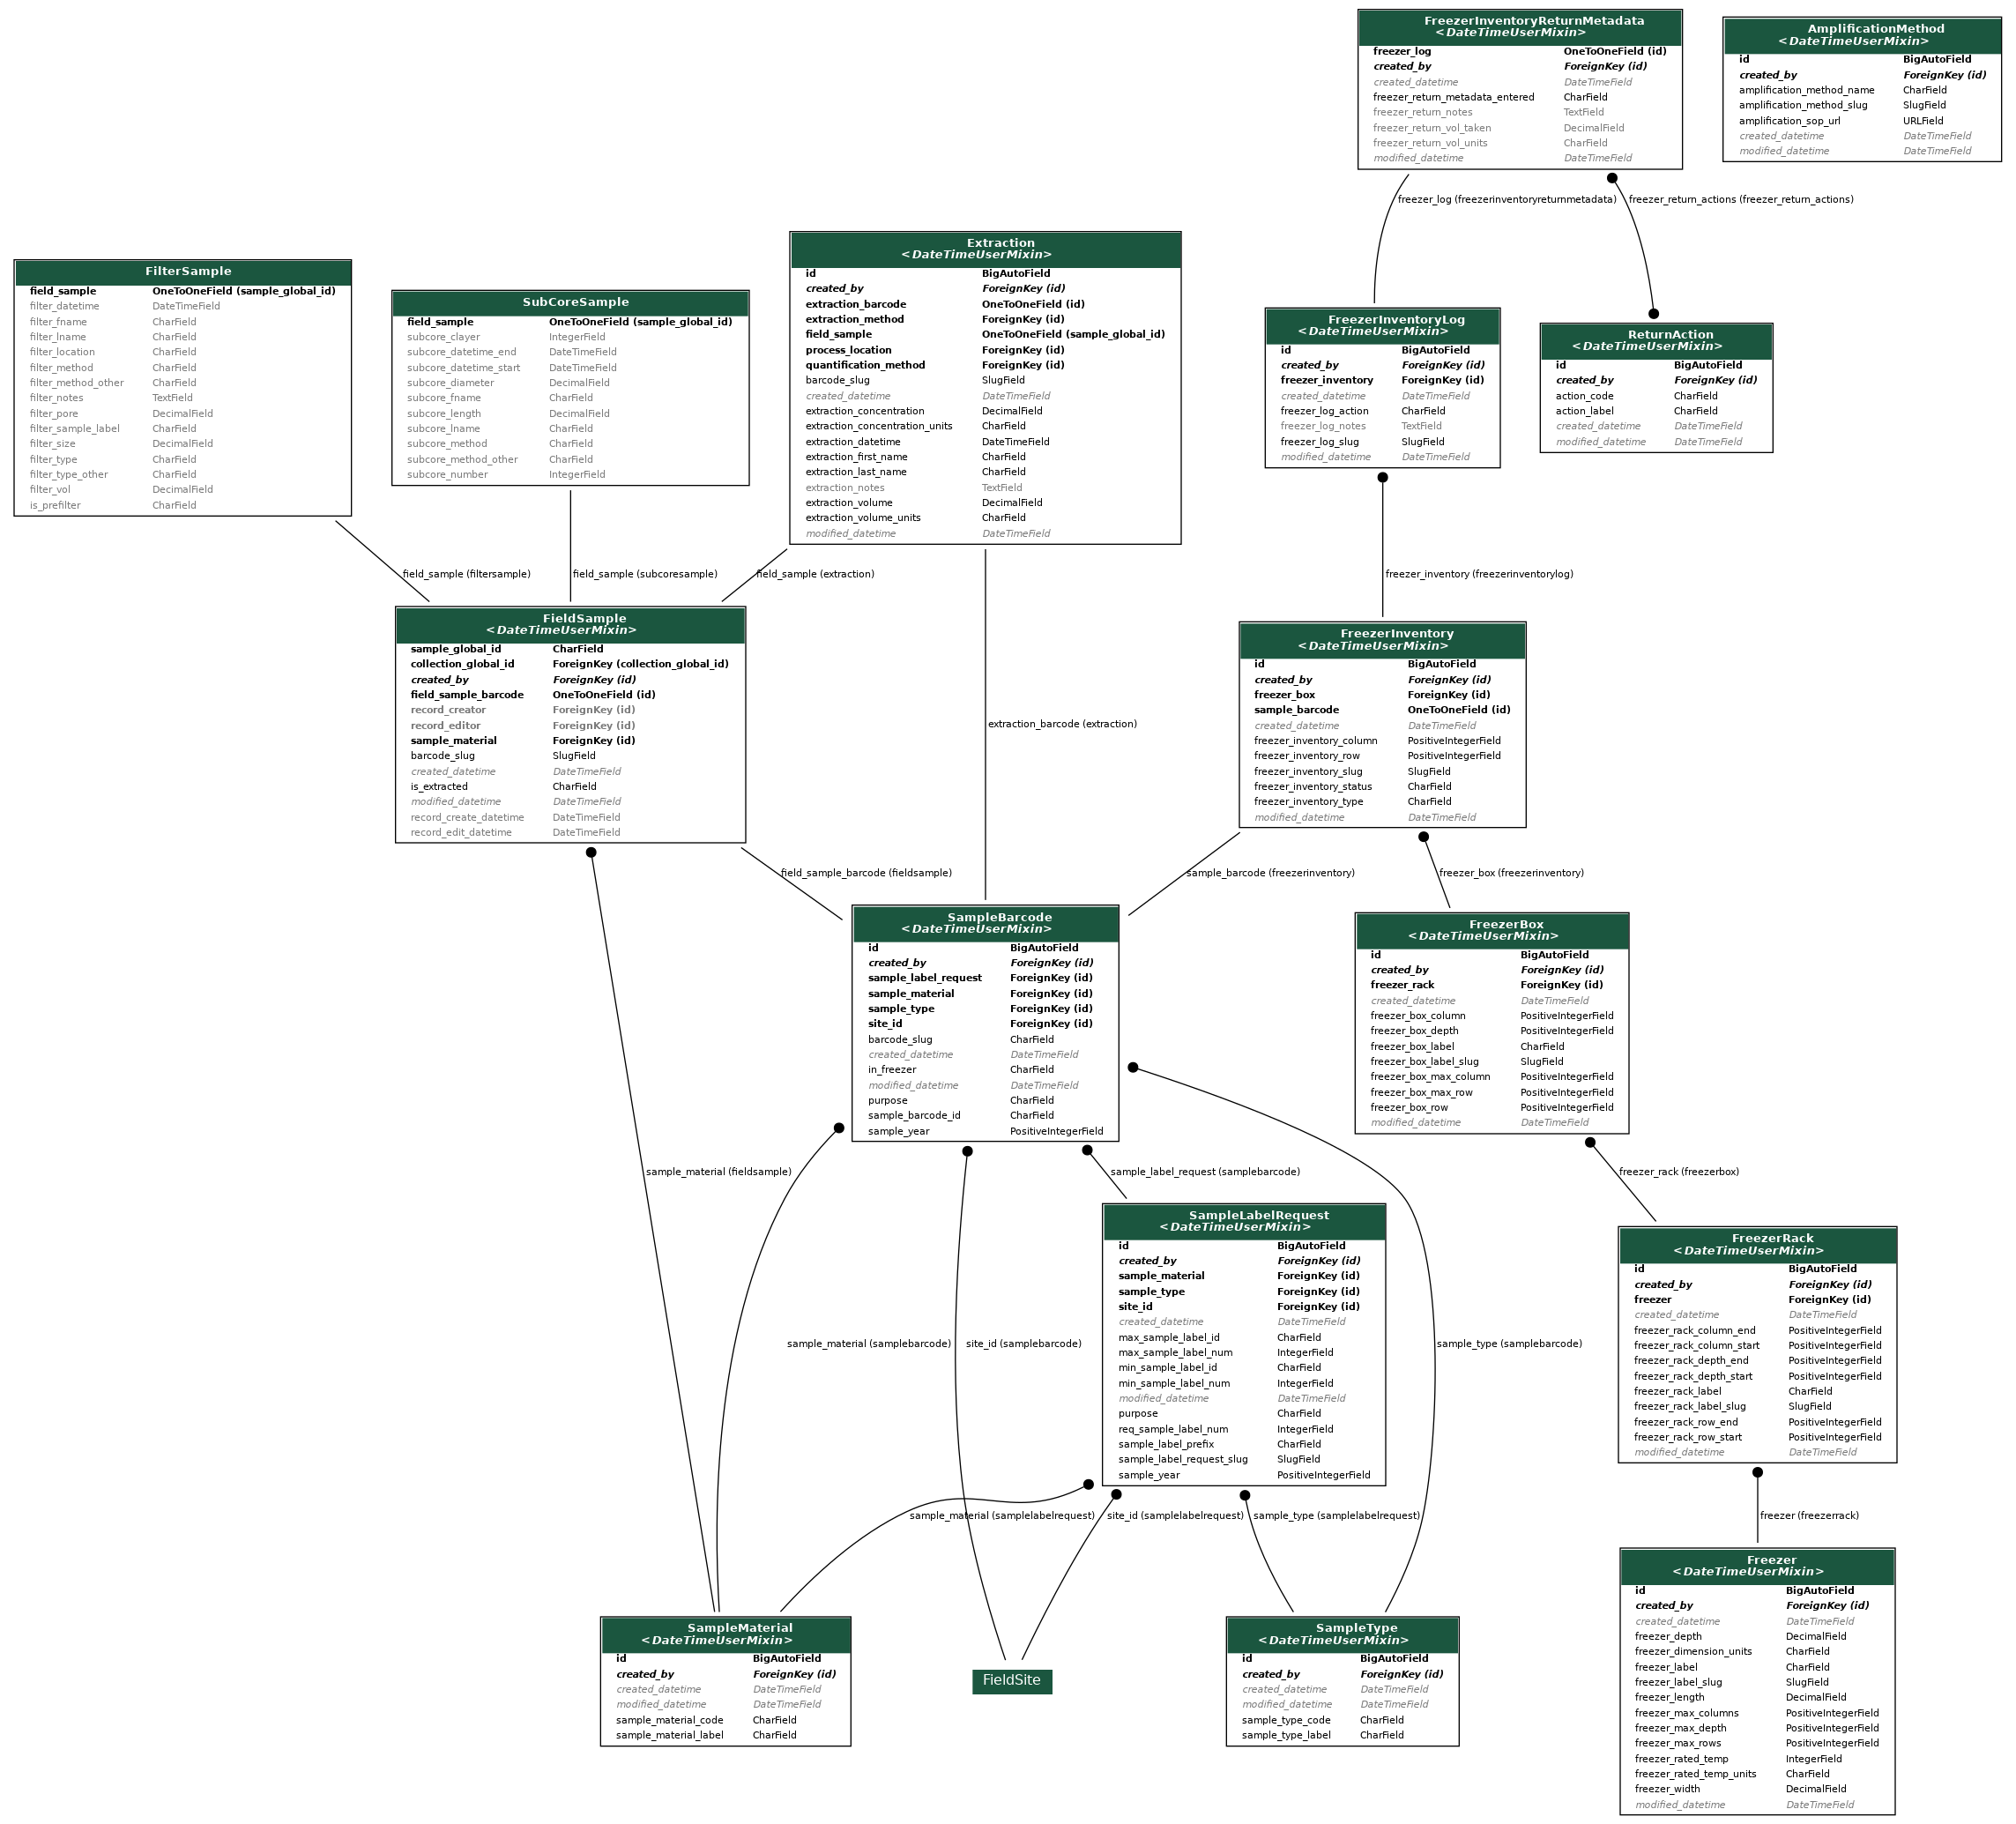 FreezerInventoryReturnMetadata
<DateTimeUserMixin>
freezer_log OneToOneField (id)
created_by ForeignKey (id)
created_datetime DateTimeField
freezer_return_metadata_entered CharField
freezer_return_notes TextField
freezer_return_vol_taken DecimalField
freezer_return_vol_units CharField
modified_datetime DateTimeField
AmplificationMethod
<DateTimeUserMixin>
id BigAutoField
created_by ForeignKey (id)
amplification_method_name CharField
amplification_method_slug SlugField
amplification_sop_url URLField
created_datetime DateTimeField
modified_datetime DateTimeField
freezer_log (freezerinventoryreturnmetadata)
freezer_return_actions (freezer_return_actions)
FilterSample
field_sample OneToOneField (sample_global_id)
filter_datetime DateTimeField
filter_fname CharField
filter_lname CharField
filter_location CharField
filter_method CharField
filter_method_other CharField
filter_notes TextField
filter_pore DecimalField
filter_sample_label CharField
filter_size DecimalField
filter_type CharField
filter_type_other CharField
filter_vol DecimalField
is_prefilter CharField
SubCoreSample
field_sample OneToOneField (sample_global_id)
subcore_clayer IntegerField
subcore_datetime_end DateTimeField
subcore_datetime_start DateTimeField
subcore_diameter DecimalField
subcore_fname CharField
subcore_length DecimalField
subcore_lname CharField
subcore_method CharField
subcore_method_other CharField
subcore_number IntegerField
Extraction
<DateTimeUserMixin>
id BigAutoField
created_by ForeignKey (id)
extraction_barcode OneToOneField (id)
extraction_method ForeignKey (id)
field_sample OneToOneField (sample_global_id)
process_location ForeignKey (id)
quantification_method ForeignKey (id)
barcode_slug SlugField
created_datetime DateTimeField
extraction_concentration DecimalField
extraction_concentration_units CharField
extraction_datetime DateTimeField
extraction_first_name CharField
extraction_last_name CharField
extraction_notes TextField
extraction_volume DecimalField
extraction_volume_units CharField
modified_datetime DateTimeField
FreezerInventoryLog
<DateTimeUserMixin>
id BigAutoField
created_by ForeignKey (id)
freezer_inventory ForeignKey (id)
created_datetime DateTimeField
freezer_log_action CharField
freezer_log_notes TextField
freezer_log_slug SlugField
modified_datetime DateTimeField
ReturnAction
<DateTimeUserMixin>
id BigAutoField
created_by ForeignKey (id)
action_code CharField
action_label CharField
created_datetime DateTimeField
modified_datetime DateTimeField
field_sample (filtersample)
field_sample (subcoresample)
field_sample (extraction)
freezer_inventory (freezerinventorylog)
FieldSample
<DateTimeUserMixin>
sample_global_id CharField
collection_global_id ForeignKey (collection_global_id)
created_by ForeignKey (id)
field_sample_barcode OneToOneField (id)
record_creator ForeignKey (id)
record_editor ForeignKey (id)
sample_material ForeignKey (id)
barcode_slug SlugField
created_datetime DateTimeField
is_extracted CharField
modified_datetime DateTimeField
record_create_datetime DateTimeField
record_edit_datetime DateTimeField
extraction_barcode (extraction)
FreezerInventory
<DateTimeUserMixin>
id BigAutoField
created_by ForeignKey (id)
freezer_box ForeignKey (id)
sample_barcode OneToOneField (id)
created_datetime DateTimeField
freezer_inventory_column PositiveIntegerField
freezer_inventory_row PositiveIntegerField
freezer_inventory_slug SlugField
freezer_inventory_status CharField
freezer_inventory_type CharField
modified_datetime DateTimeField
field_sample_barcode (fieldsample)
sample_barcode (freezerinventory)
freezer_box (freezerinventory)
SampleBarcode
<DateTimeUserMixin>
id BigAutoField
created_by ForeignKey (id)
sample_label_request ForeignKey (id)
sample_material ForeignKey (id)
sample_type ForeignKey (id)
site_id ForeignKey (id)
barcode_slug CharField
created_datetime DateTimeField
in_freezer CharField
modified_datetime DateTimeField
purpose CharField
sample_barcode_id CharField
sample_year PositiveIntegerField
FreezerBox
<DateTimeUserMixin>
id BigAutoField
created_by ForeignKey (id)
freezer_rack ForeignKey (id)
created_datetime DateTimeField
freezer_box_column PositiveIntegerField
freezer_box_depth PositiveIntegerField
freezer_box_label CharField
freezer_box_label_slug SlugField
freezer_box_max_column PositiveIntegerField
freezer_box_max_row PositiveIntegerField
freezer_box_row PositiveIntegerField
modified_datetime DateTimeField
sample_material (fieldsample)
sample_label_request (samplebarcode)
freezer_rack (freezerbox)
SampleLabelRequest
<DateTimeUserMixin>
id BigAutoField
created_by ForeignKey (id)
sample_material ForeignKey (id)
sample_type ForeignKey (id)
site_id ForeignKey (id)
created_datetime DateTimeField
max_sample_label_id CharField
max_sample_label_num IntegerField
min_sample_label_id CharField
min_sample_label_num IntegerField
modified_datetime DateTimeField
purpose CharField
req_sample_label_num IntegerField
sample_label_prefix CharField
sample_label_request_slug SlugField
sample_year PositiveIntegerField
FreezerRack
<DateTimeUserMixin>
id BigAutoField
created_by ForeignKey (id)
freezer ForeignKey (id)
created_datetime DateTimeField
freezer_rack_column_end PositiveIntegerField
freezer_rack_column_start PositiveIntegerField
freezer_rack_depth_end PositiveIntegerField
freezer_rack_depth_start PositiveIntegerField
freezer_rack_label CharField
freezer_rack_label_slug SlugField
freezer_rack_row_end PositiveIntegerField
freezer_rack_row_start PositiveIntegerField
modified_datetime DateTimeField
sample_material (samplebarcode)
site_id (samplebarcode)
sample_type (samplebarcode)
sample_material (samplelabelrequest)
site_id (samplelabelrequest)
sample_type (samplelabelrequest)
freezer (freezerrack)
SampleMaterial
<DateTimeUserMixin>
id BigAutoField
created_by ForeignKey (id)
created_datetime DateTimeField
modified_datetime DateTimeField
sample_material_code CharField
sample_material_label CharField
FieldSite
SampleType
<DateTimeUserMixin>
id BigAutoField
created_by ForeignKey (id)
created_datetime DateTimeField
modified_datetime DateTimeField
sample_type_code CharField
sample_type_label CharField
Freezer
<DateTimeUserMixin>
id BigAutoField
created_by ForeignKey (id)
created_datetime DateTimeField
freezer_depth DecimalField
freezer_dimension_units CharField
freezer_label CharField
freezer_label_slug SlugField
freezer_length DecimalField
freezer_max_columns PositiveIntegerField
freezer_max_depth PositiveIntegerField
freezer_max_rows PositiveIntegerField
freezer_rated_temp IntegerField
freezer_rated_temp_units CharField
freezer_width DecimalField
modified_datetime DateTimeField